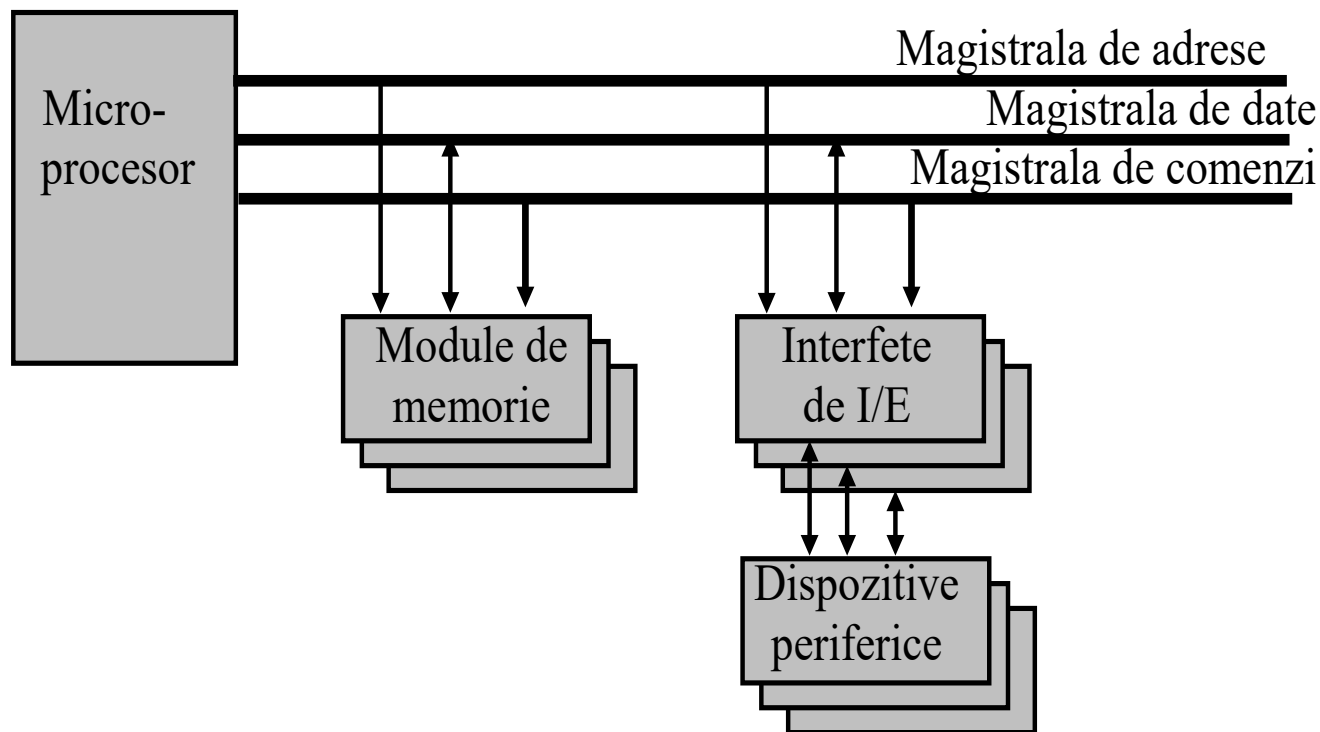 Magistrala de adrese
Micro-
procesor
Magistrala de date
Magistrala de comenzi
Module de
memorie
Interfete
de I/E
Dispozitive
periferice